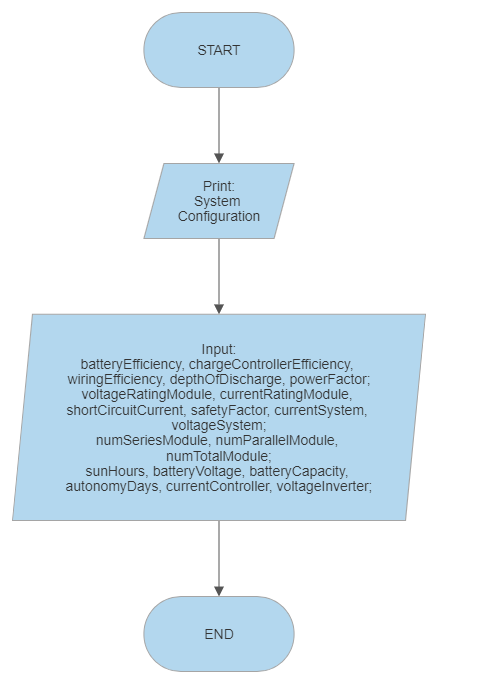 START
Print:
System
Configuration
Input:
batteryEfficiency, chargeControllerEfficiency,
wiringEfficiency, depthOfDischarge, powerFactor;
voltageRatingModule, currentRatingModule,
shortCircuitCurrent, safetyFactor, currentSystem,
voltageSystem;
numSeriesModule, numParallelModule,
numTotalModule;
sunHours, batteryVoltage, batteryCapacity,
autonomyDays, currentController, voltageInverter;
END